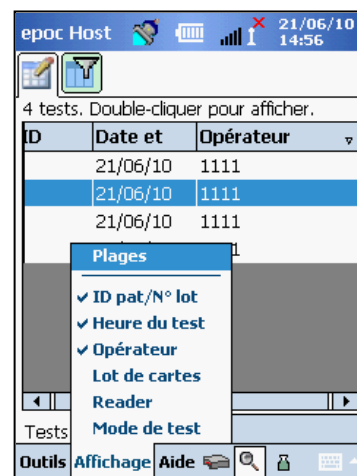 epoc Host 21/06/10
14:56
4 tests. Double-cliquer pour afficher.
ID Date et Opérateur
21/06/10 1111
21/06/10 1111
21/06/10 1111
1
Plages
ID pat/N° lot
Heure du test
Opérateur
Lot de cartes
Reader
Mode de test
Tests
Outils Affichage Aide